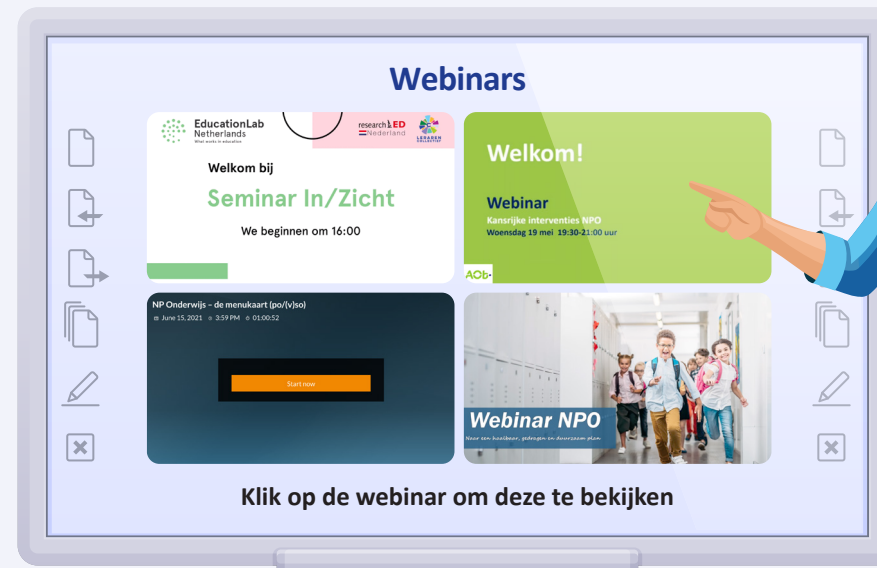 Webinars
EducationLab
Netherlands
What works in education
researchED
Nederland
LERAREN
COLLECTIEF
Welkom bij
Seminar In/Zicht
We beginnen om 16:00
Welkom!
Webinar
Kansrijke interventies NPO
Woensdag 19 mei 19:30-21:00 uur
AOb
NP Onderwijs – de menukaart (po/(v)so)
June 15, 2021 3:59 PM 01:00:52
Start now
Webinar NPO
Naar een haalbaar, gedragen en duurzaam plan
Klik op de webinar om deze te bekijken